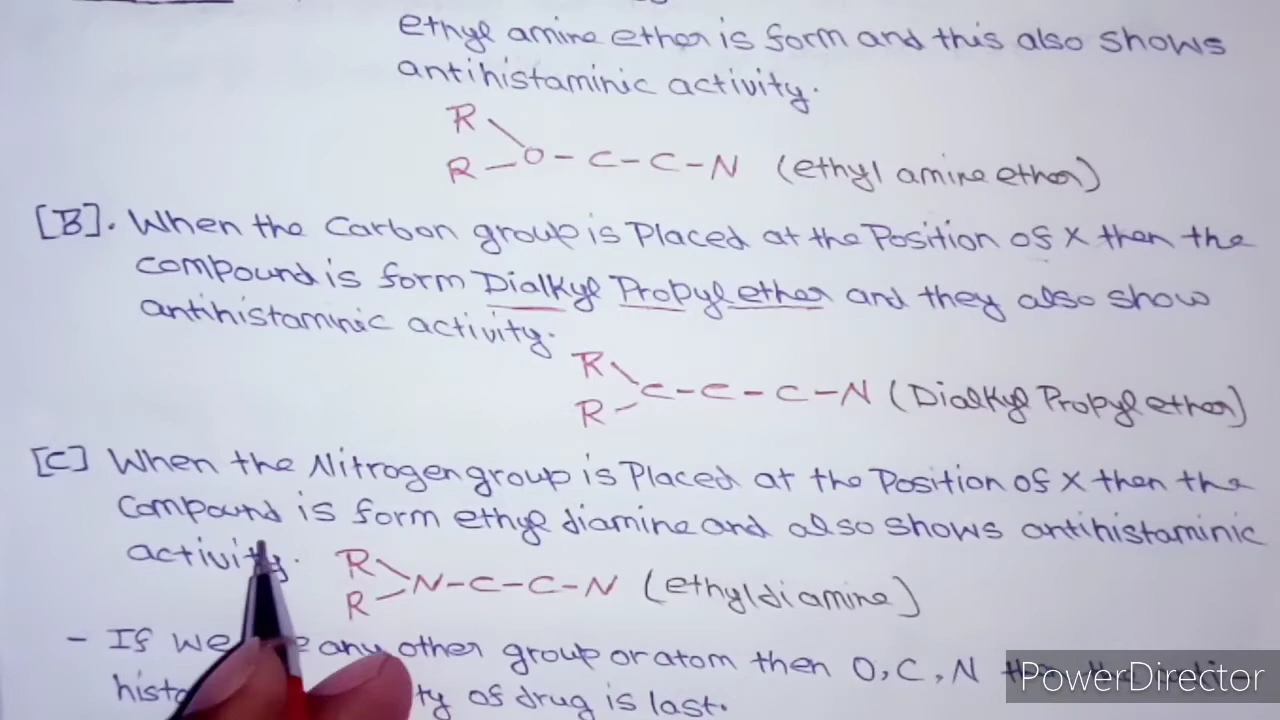 ethyl amine ether is form and this also shows
antihistaminic activity.
R
R - O - C - C - N (ethyl amine ether)
[B]. When the Carbon group is Placed at the Position of X then the
compound is form Dialkyl Propyl ether and they also show
antihistaminic activity.
R
R - C - C - C - N (Dialkyl Propyl ether)
[C] When the Nitrogen group is Placed at the Position of X then the
compound is form ethyl diamine and also shows antihistaminic
activity.
R
R - N - C - C - N (ethyldiamine)
- If we any other group or atom then O, C, N
of drug is last.
PowerDirector